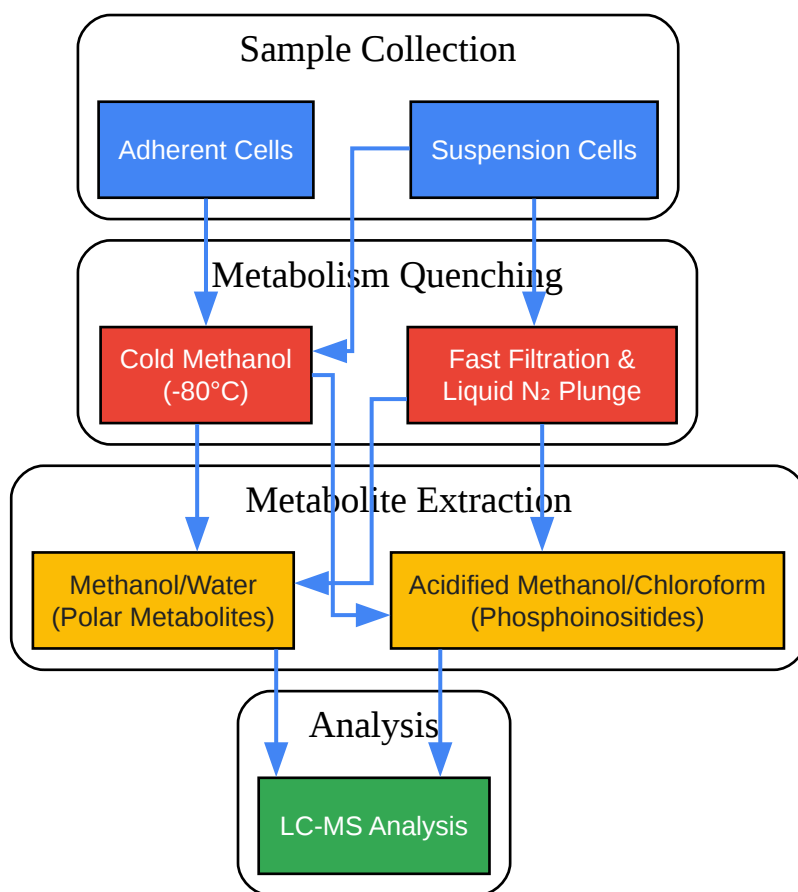 Sample Collection
Adherent Cells
Suspension Cells
Metabolism Quenching
Cold Methanol
(-80°C)
Fast Filtration &
Liquid N₂ Plunge
Metabolite Extraction
Methanol/Water
(Polar Metabolites)
Acidified Methanol/Chloroform
(Phosphoinositides)
Analysis
LC-MS Analysis